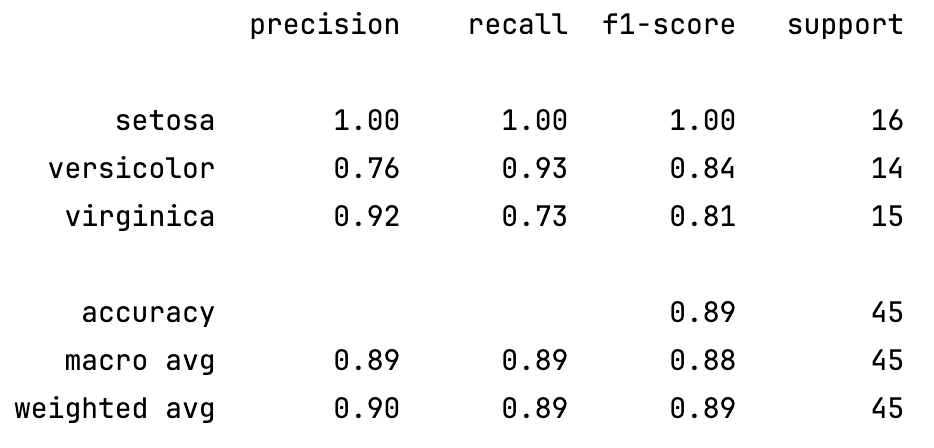 precision recall f1-score support
setosa 1.00 1.00 1.00 16
versicolor 0.76 0.93 0.84 14
virginica 0.92 0.73 0.81 15
accuracy 0.89 45
macro avg 0.89 0.89 0.88 45
weighted avg 0.90 0.89 0.89 45